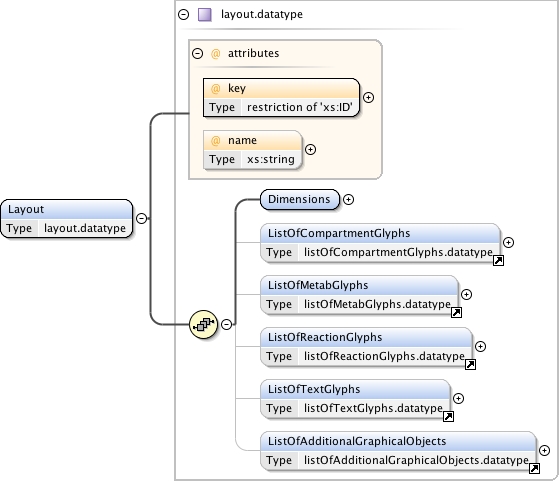 layout.datatype
@ attributes
@ key
Type restriction of 'xs:ID'
@ name
Type xs:string
Layout
Type layout.datatype
Dimensions
ListOfCompartmentGlyphs
Type listOfCompartmentGlyphs.datatype
ListOfMetabGlyphs
Type listOfMetabGlyphs.datatype
ListOfReactionGlyphs
Type listOfReactionGlyphs.datatype
ListOfTextGlyphs
Type listOfTextGlyphs.datatype
ListOfAdditionalGraphicalObjects
Type listOfAdditionalGraphicalObjects.datatype